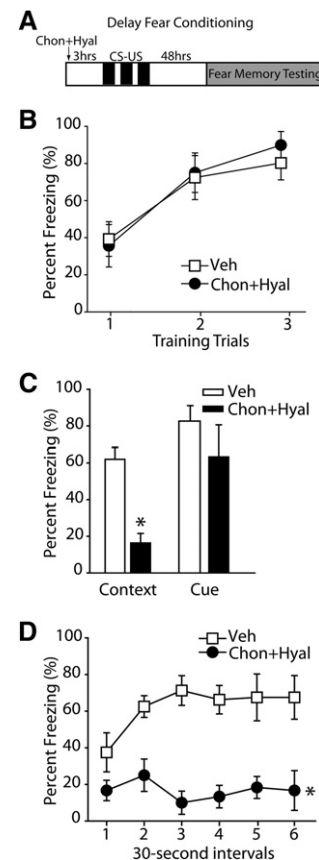 A
Delay Fear Conditioning
Chon+Hyal
3hrs CS-US 48hrs
Fear Memory Testing
B
Percent Freezing (%)
100
80
60
40
20
0
Veh
Chon+Hyal
1 2 3
Training Trials
C
Percent Freezing (%)
100
80
60
40
20
0
Veh
Chon+Hyal
*
Context Cue
D
Percent Freezing (%)
100
80
60
40
20
0
Veh
Chon+Hyal
*
1 2 3 4 5 6
30-second intervals